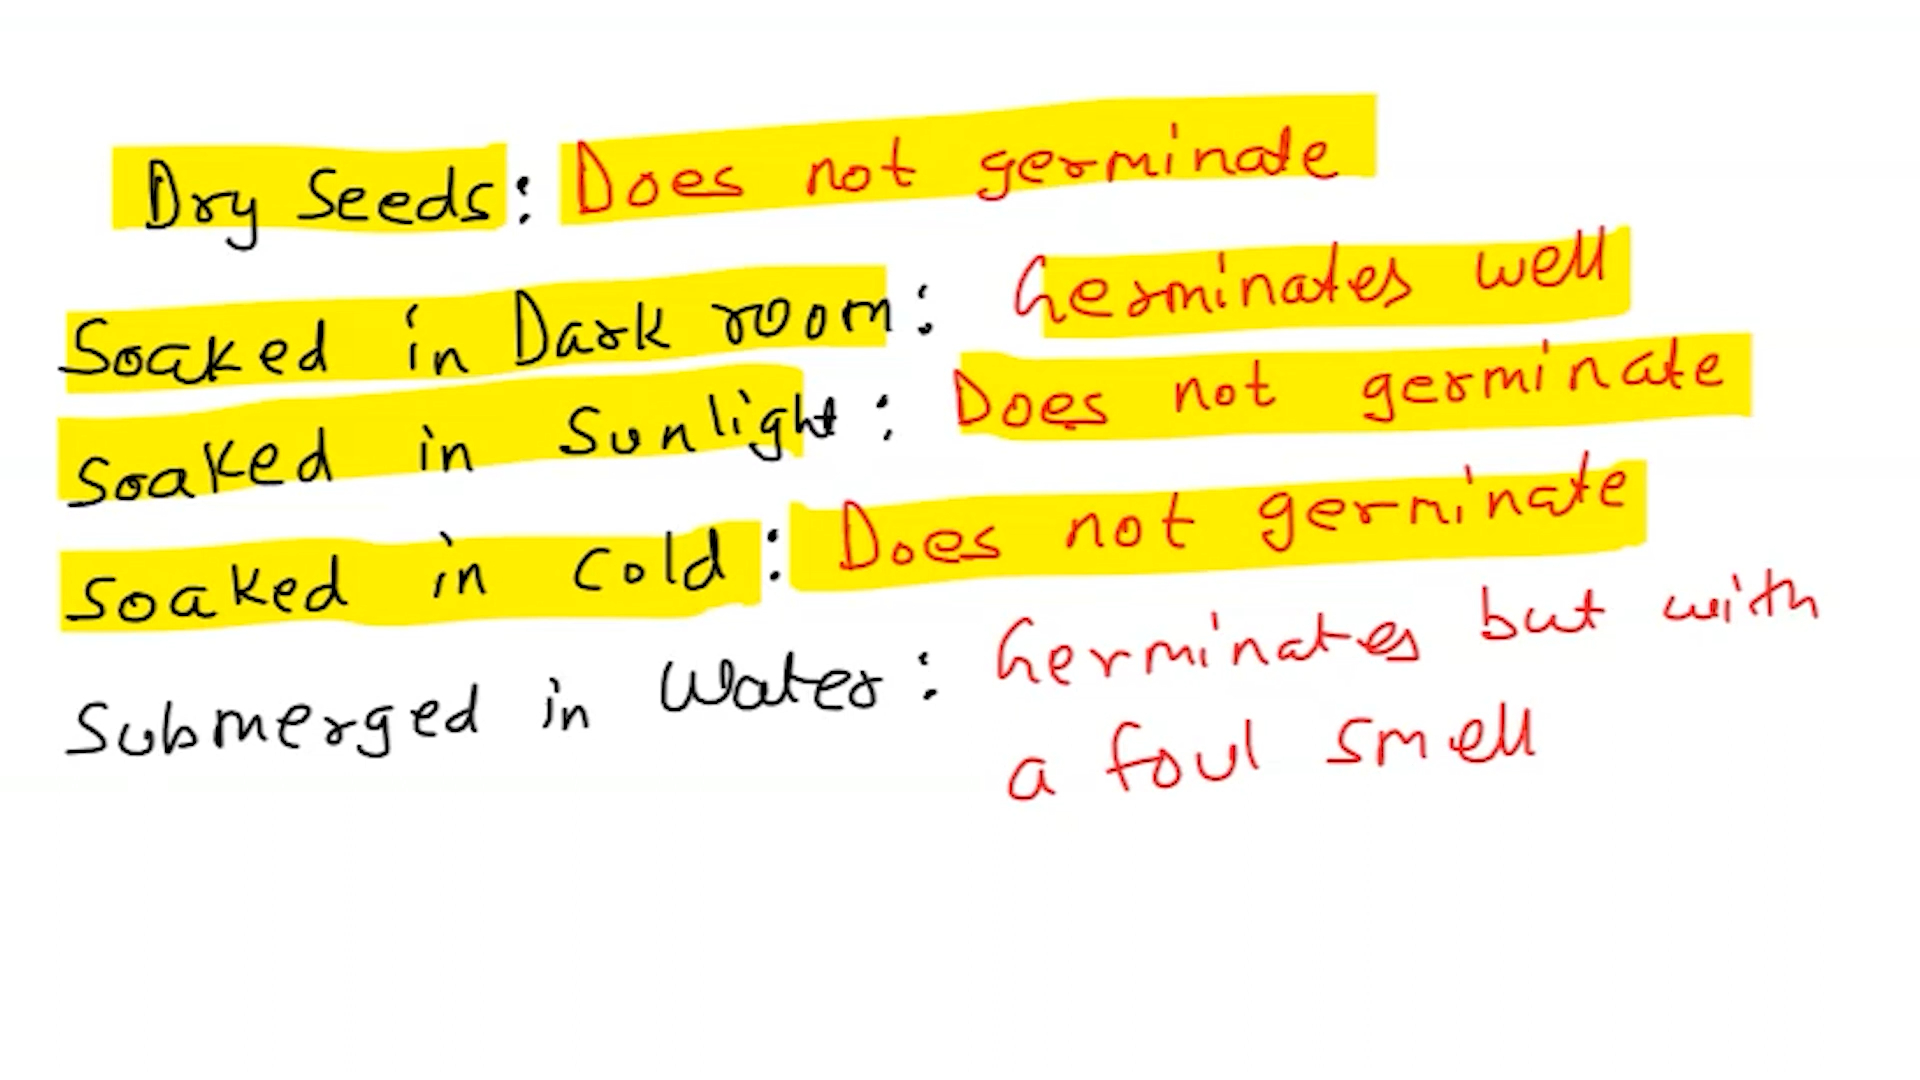 Dry Seeds: Does not germinate
Soaked in Dark room: Germinates well
Soaked in Sunlight: Does not germinate
Soaked in Cold: Does not germinate
Submerged in Water: Germinates but with
a foul smell